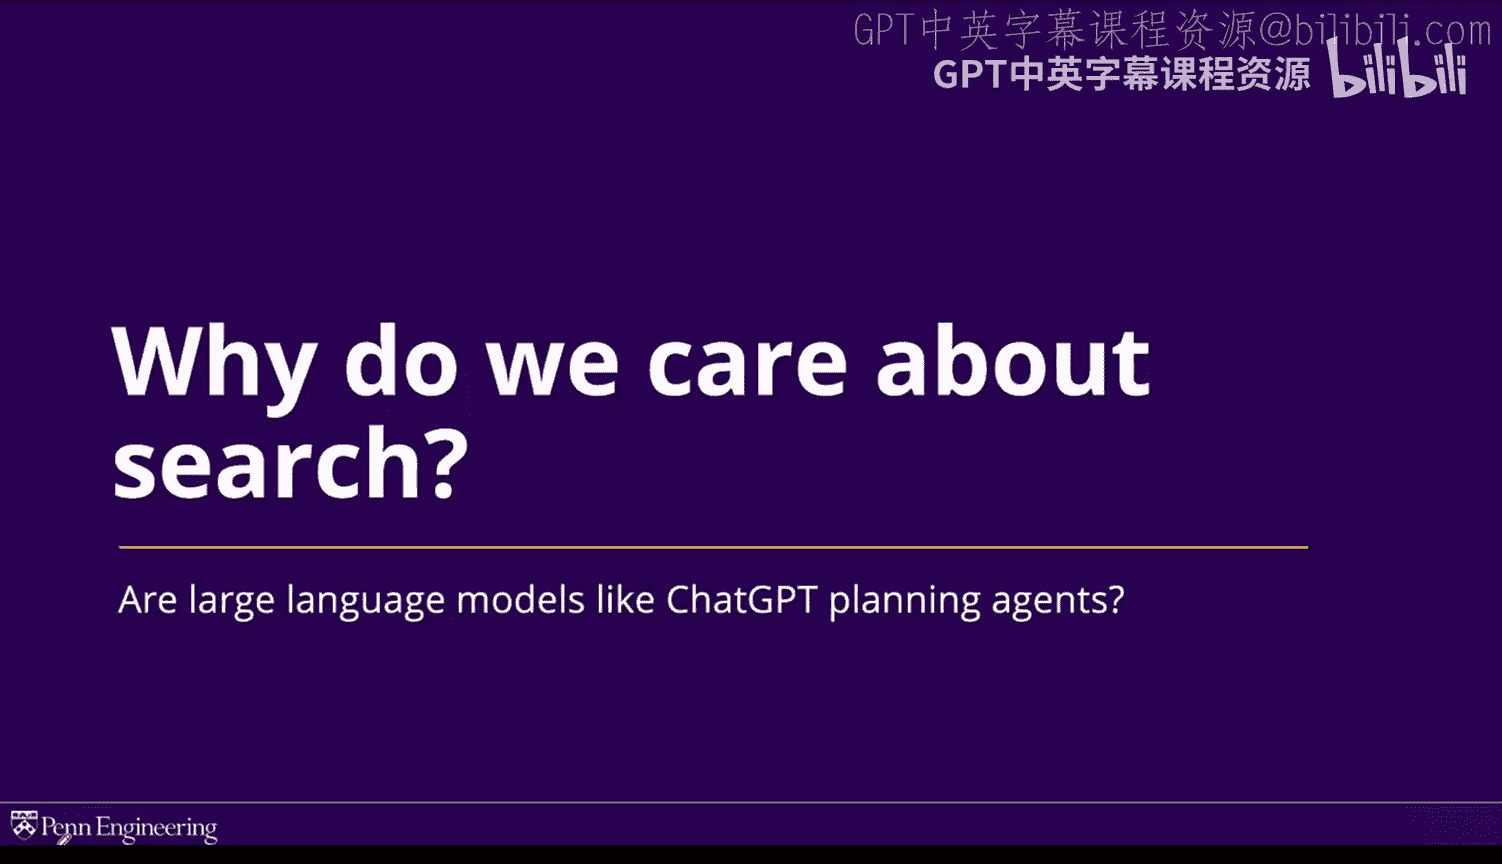 GPT中英字幕课程资源@bilibili.com
GPT中英字幕课程资源 bilibili
Why do we care about
search?
Are large language models like ChatGPT planning agents?
Penn Engineering